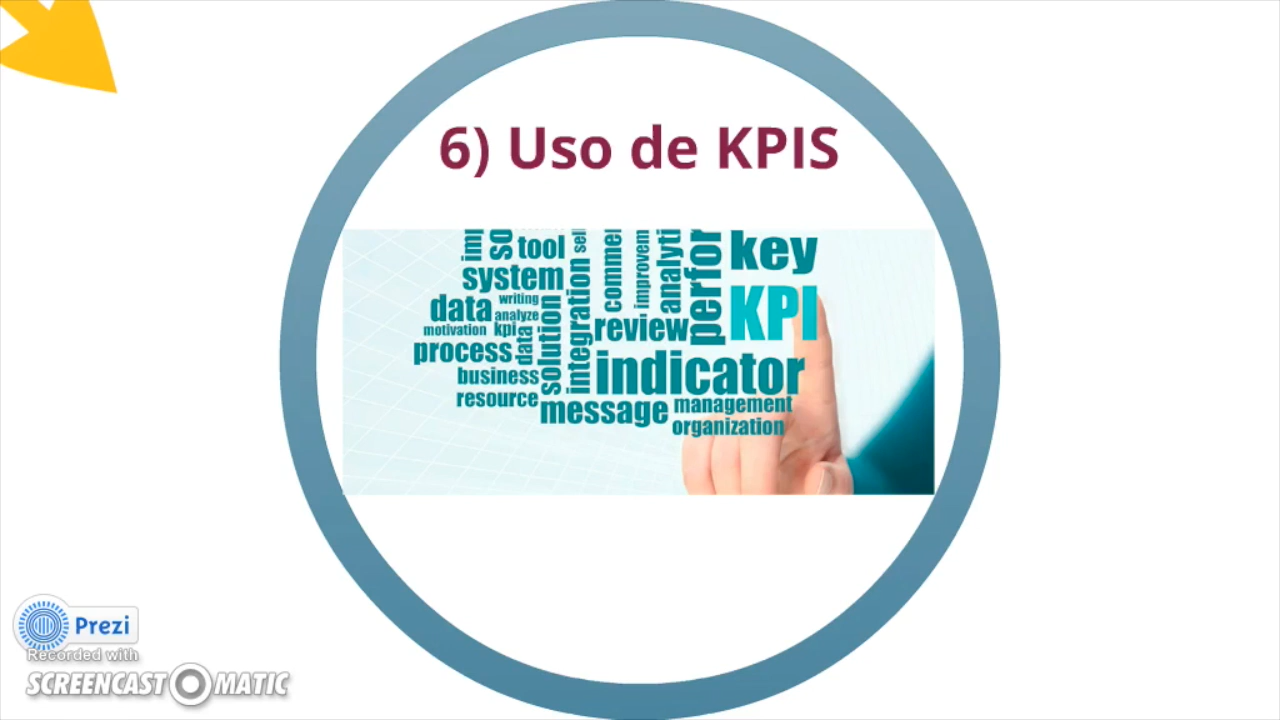 6) Uso de KPIS
tool
system
data
writing
analyze
motivation
kpi
data
process
business
resource
solution
integration
review
indicator
message
management
organization
key
KPI
Prezi
Recorded with
SCREENCAST MATIC